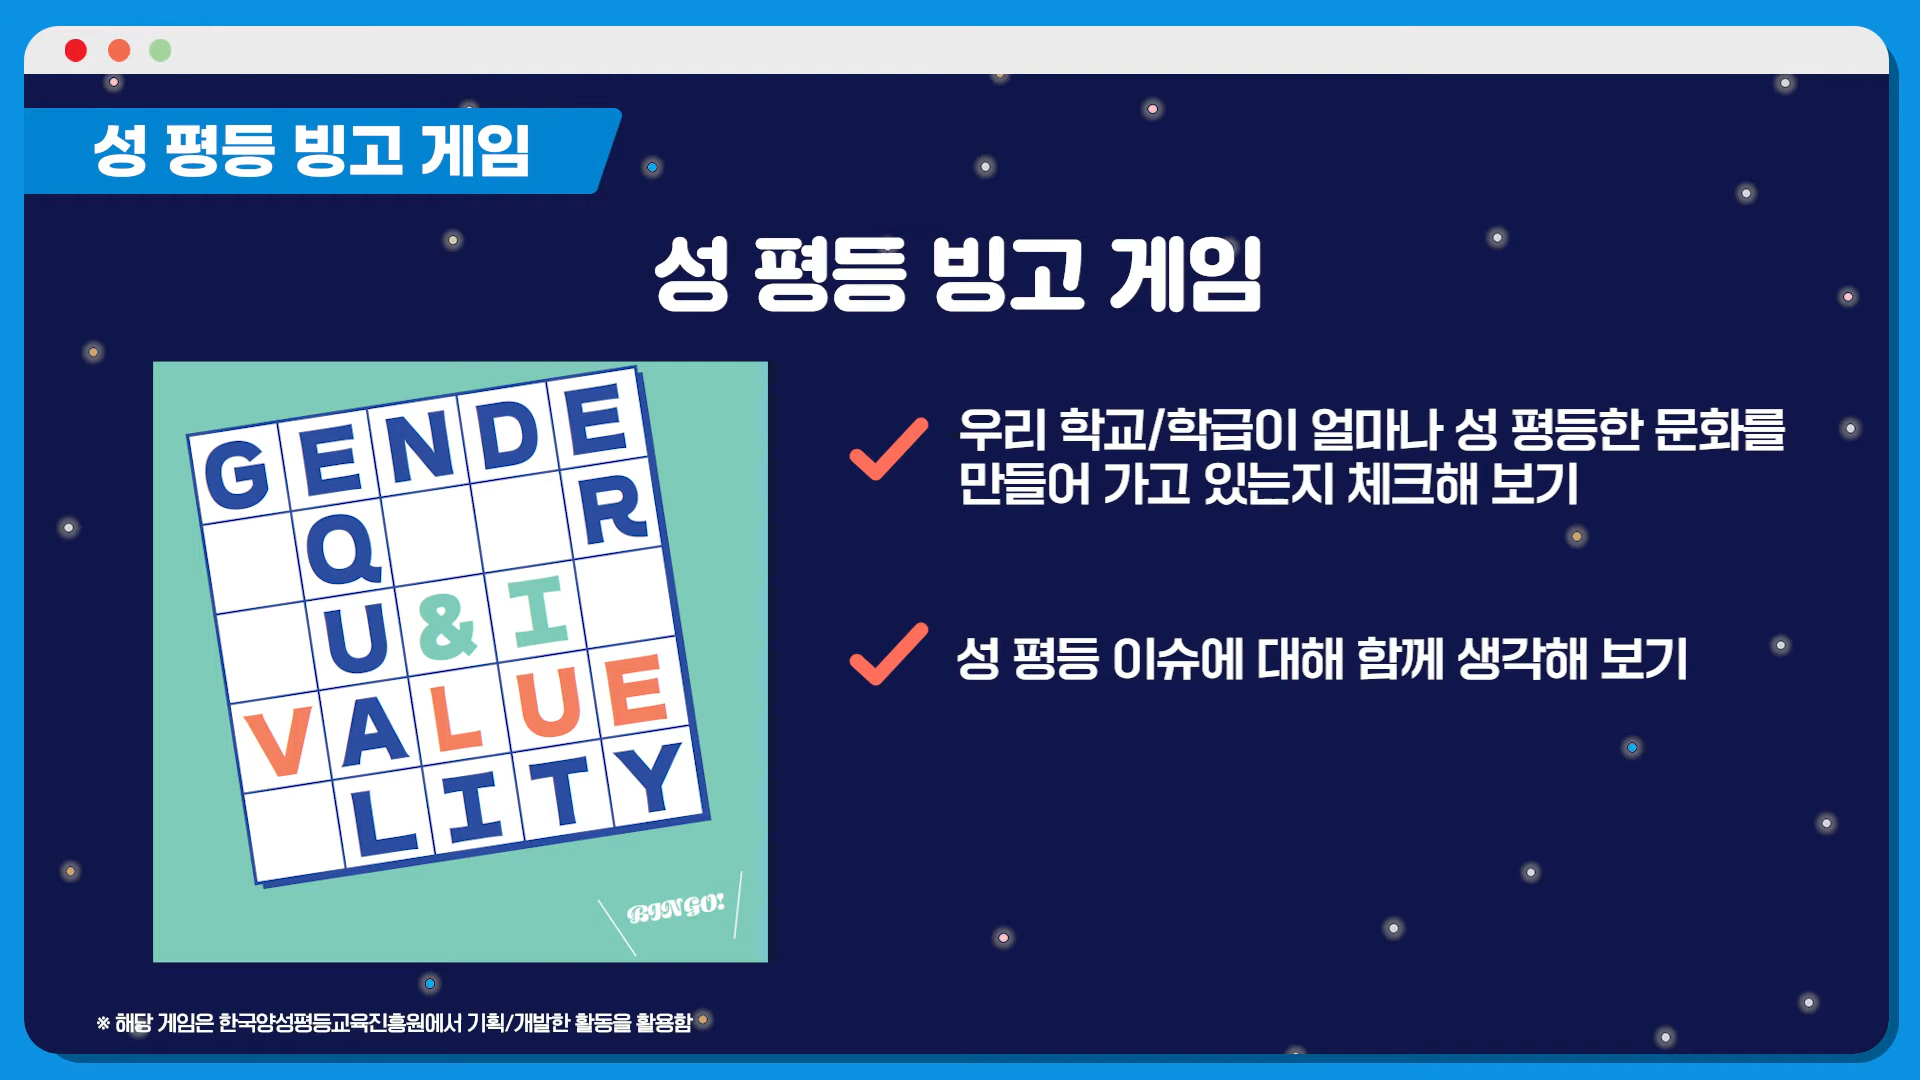 성 평등 빙고 게임
성 평등 빙고 게임
GENDE
QR
U&I
VALUE
LITY
BINGO!
우리 학교/학급이 얼마나 성 평등한 문화를
만들어 가고 있는지 체크해 보기
성 평등 이슈에 대해 함께 생각해 보기
※ 해당 게임은 한국양성평등교육진흥원에서 기획/개발한 활동을 활용함